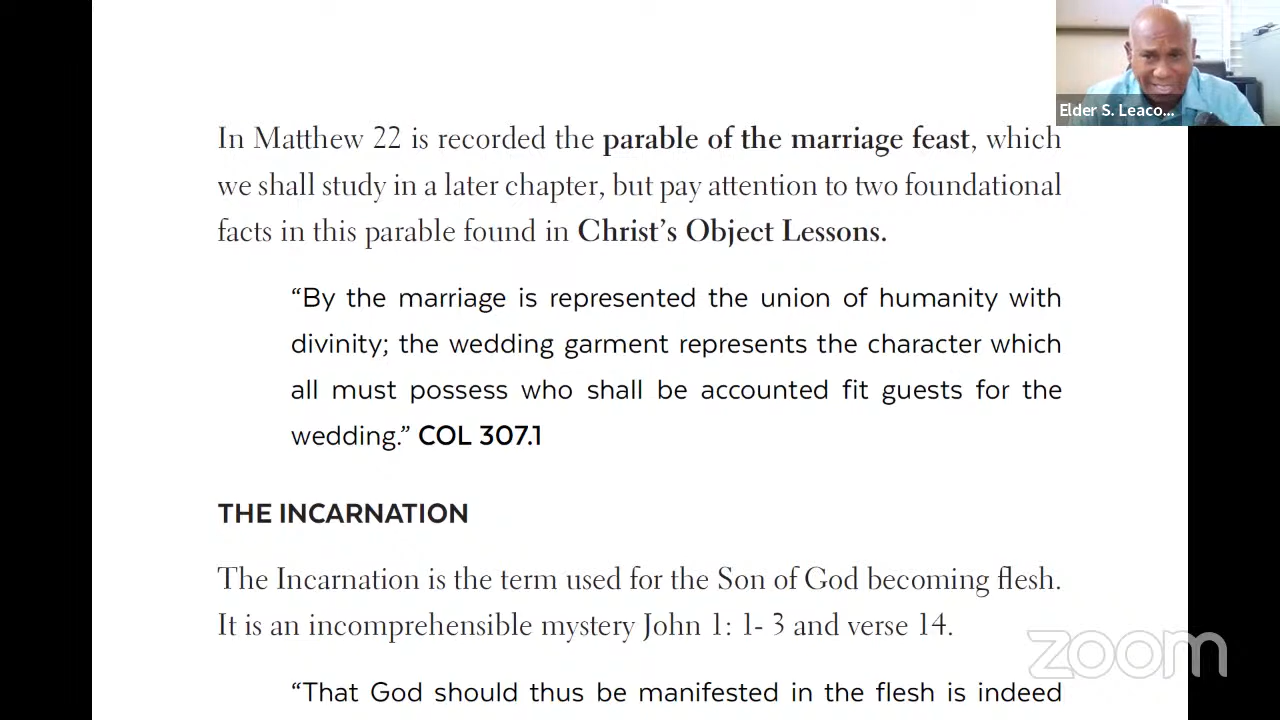 Elder S. Leaco...
In Matthew 22 is recorded the parable of the marriage feast, which
we shall study in a later chapter, but pay attention to two foundational
facts in this parable found in Christ’s Object Lessons.
“By the marriage is represented the union of humanity with
divinity; the wedding garment represents the character which
all must possess who shall be accounted fit guests for the
wedding.” COL 307.1
THE INCARNATION
The Incarnation is the term used for the Son of God becoming flesh.
It is an incomprehensible mystery John 1: 1- 3 and verse 14.
zoom
“That God should thus be manifested in the flesh is indeed